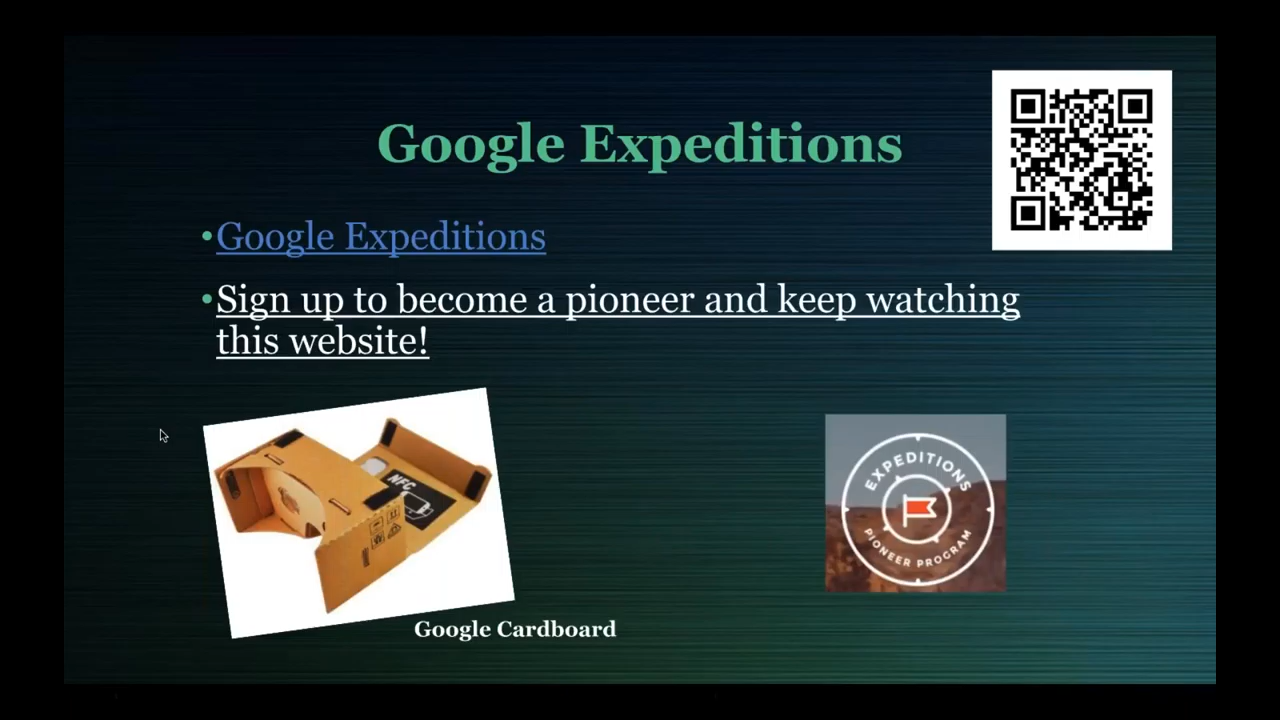 Google Expeditions
•Google Expeditions
•Sign up to become a pioneer and keep watching
this website!
NFC
EXPEDITIONS
PIONEER PROGRAM
Google Cardboard